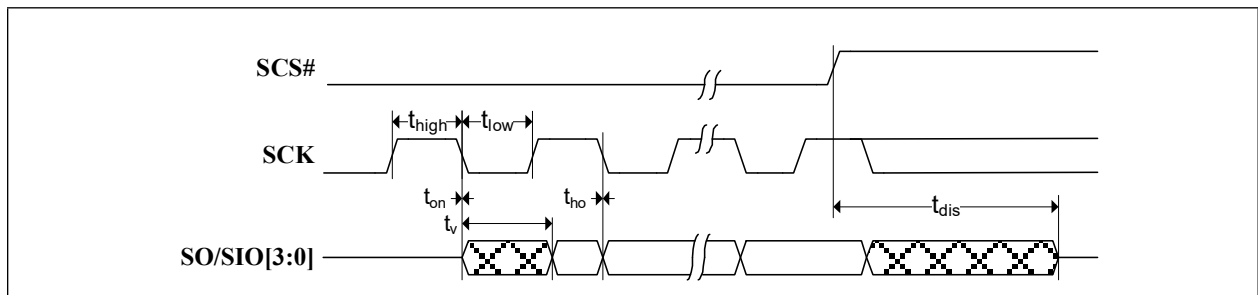 SCS#
thigh tlow
SCK
ton tho tdis
tv
SO/SIO[3:0]